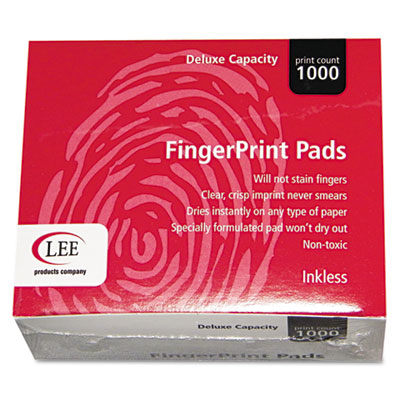 Deluxe Capacity
print count
1000
FingerPrint Pads
Will not stain fingers
Clear, crisp imprint never smears
Dries instantly on any type of paper
Specially formulated pad won't dry out
Non-toxic
LEE
products company
Inkless
Deluxe Capacity
print count
1000
FingerPrint Pads